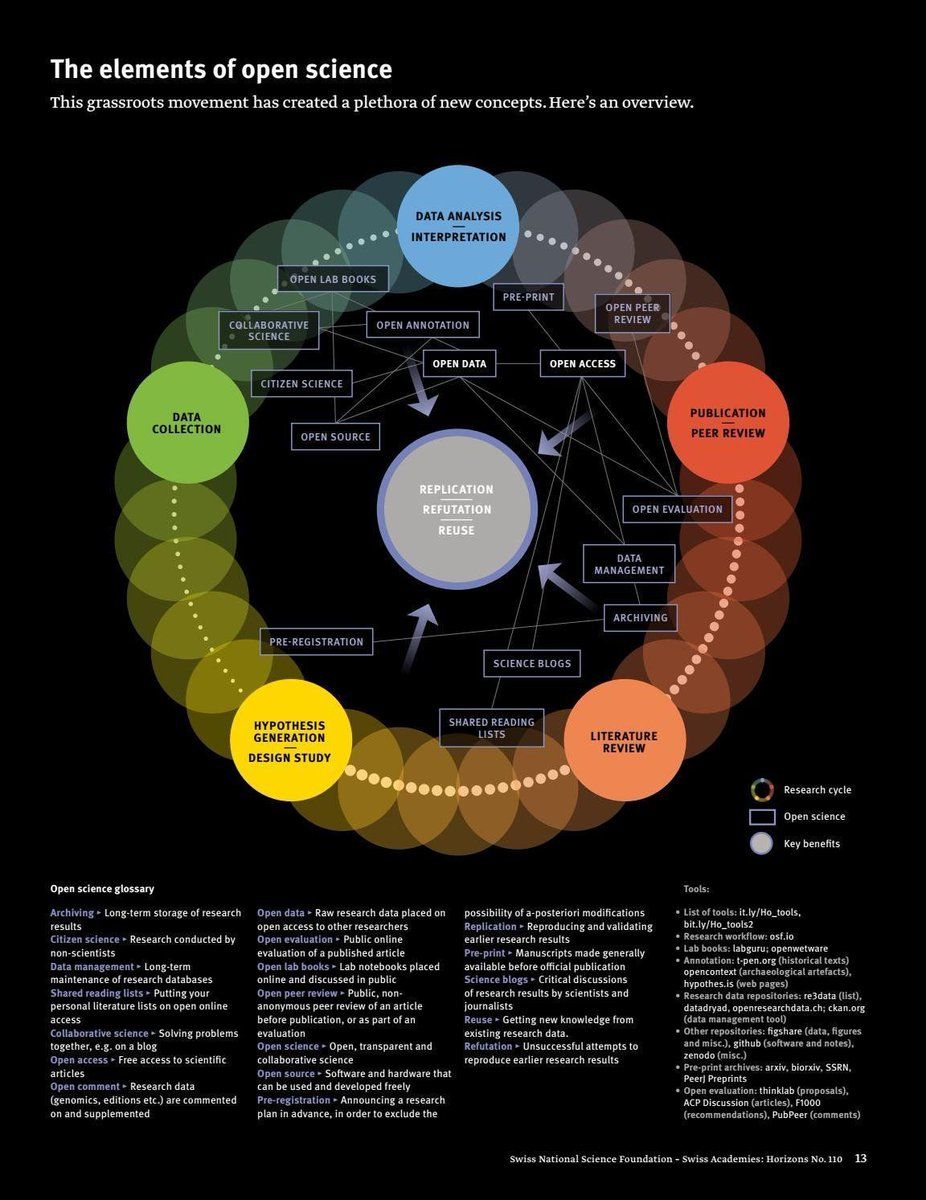 The elements of open science
This grassroots movement has created a plethora of new concepts. Here's an overview.
DATA ANALYSIS
INTERPRETATION
OPEN LAB BOOKS
PRE-PRINT
OPEN PEER
REVIEW
COLLABORATIVE
SCIENCE
OPEN ANNOTATION
OPEN DATA
OPEN ACCESS
CITIZEN SCIENCE
DATA
COLLECTION
PUBLICATION
PEER REVIEW
OPEN SOURCE
REPLICATION
REFUTATION
REUSE
OPEN EVALUATION
DATA
MANAGEMENT
ARCHIVING
PRE-REGISTRATION
SCIENCE BLOGS
SHARED READING
LISTS
HYPOTHESIS
GENERATION
DESIGN STUDY
LITERATURE
REVIEW
Research cycle
Open science
Key benefits
Open science glossary
Archiving ▸ Long-term storage of research
results
Citizen science ▸ Research conducted by
non-scientists
Data management ▸ Long-term
maintenance of research databases
Shared reading lists ▸ Putting your
personal literature lists on open online
access
Collaborative science ▸ Solving problems
together, e.g. on a blog
Open access ▸ Free access to scientific
articles
Open comment ▸ Research data
(genomics, editions etc.) are commented
on and supplemented
Open data ▸ Raw research data placed on
open access to other researchers
Open evaluation ▸ Public online
evaluation of a published article
Open lab books ▸ Lab notebooks placed
online and discussed in public
Open peer review ▸ Public, non-
anonymous peer review of an article
before publication, or as part of an
evaluation
Open science ▸ Open, transparent and
collaborative science
Open source ▸ Software and hardware that
can be used and developed freely
Pre-registration ▸ Announcing a research
plan in advance, in order to exclude the
possibility of a-posteriori modifications
Replication ▸ Reproducing and validating
earlier research results
Pre-print ▸ Manuscripts made generally
available before official publication
Science blogs ▸ Critical discussions
of research results by scientists and
journalists
Reuse ▸ Getting new knowledge from
existing research data.
Refutation ▸ Unsuccessful attempts to
reproduce earlier research results
Tools:
• List of tools: it.ly/Ho_tools,
bit.ly/Ho_tools2
• Research workflow: osf.io
• Lab books: labguru; openwetware
• Annotation: t-pen.org (historical texts)
opencontext (archaeological artefacts),
hypothes.is (web pages)
• Research data repositories: re3data (list),
datadryad, openresearchdata.ch; ckan.org
(data management tool)
• Other repositories: figshare (data, figures
and misc.), github (software and notes),
zenodo (misc.)
• Pre-print archives: arxiv, biorxiv, SSRN,
PeerJ Preprints
• Open evaluation: thinklab (proposals),
ACP Discussion (articles), F1000
(recommendations), PubPeer (comments)
Swiss National Science Foundation – Swiss Academies: Horizons No. 110 13